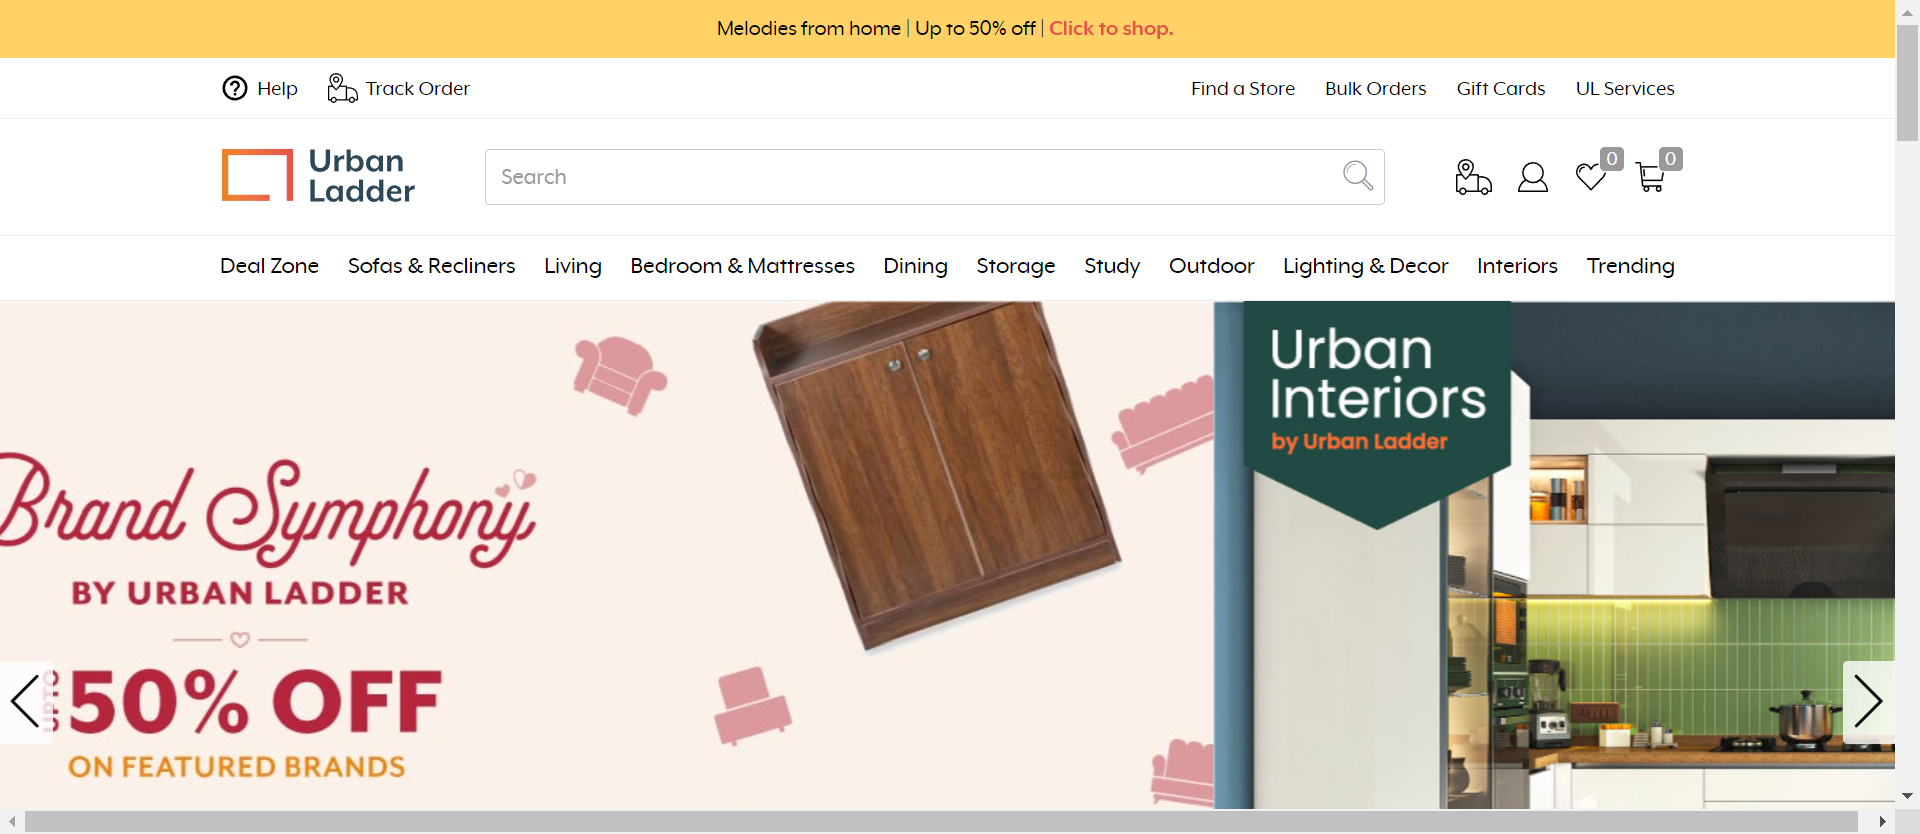 Melodies from home | Up to 50% off | Click to shop.
Help
Track Order
Find a Store
Bulk Orders
Gift Cards
UL Services
Urban
Ladder
Search
0
0
Deal Zone
Sofas & Recliners
Living
Bedroom & Mattresses
Dining
Storage
Study
Outdoor
Lighting & Decor
Interiors
Trending
Brand Symphony
BY URBAN LADDER
UPTO
50% OFF
ON FEATURED BRANDS
Urban
Interiors
by Urban Ladder